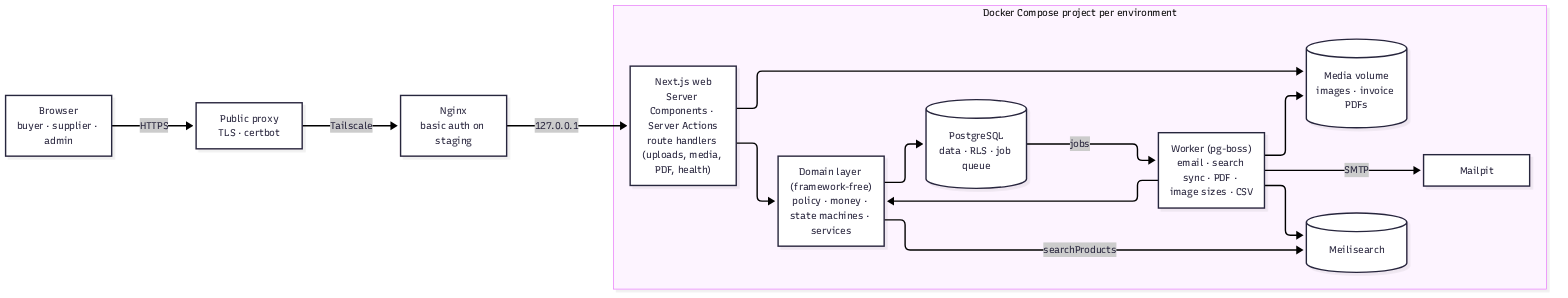 Docker Compose project per environment
Browser
buyer · supplier ·
admin
HTTPS
Public proxy
TLS · certbot
Tailscale
Nginx
basic auth on
staging
127.0.0.1
Next.js web
Server
Components ·
Server Actions
route handlers
(uploads, media,
PDF, health)
Domain layer
(framework-free)
policy · money ·
state machines ·
services
PostgreSQL
data · RLS · job
queue
jobs
Worker (pg-boss)
email · search
sync · PDF ·
image sizes · CSV
Media volume
images · invoice
PDFs
SMTP
Mailpit
searchProducts
Meilisearch